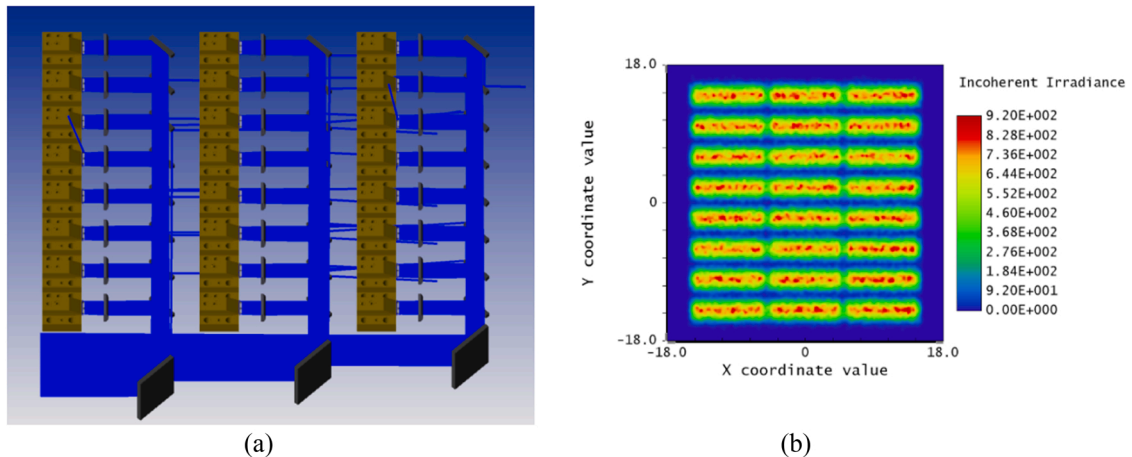 18.0
Y coordinate value
0
-18.0
-18.0
0
18.0
X coordinate value
Incoherent Irradiance
9.20E+002
8.28E+002
7.36E+002
6.44E+002
5.52E+002
4.60E+002
3.68E+002
2.76E+002
1.84E+002
9.20E+001
0.00E+000
(a)
(b)